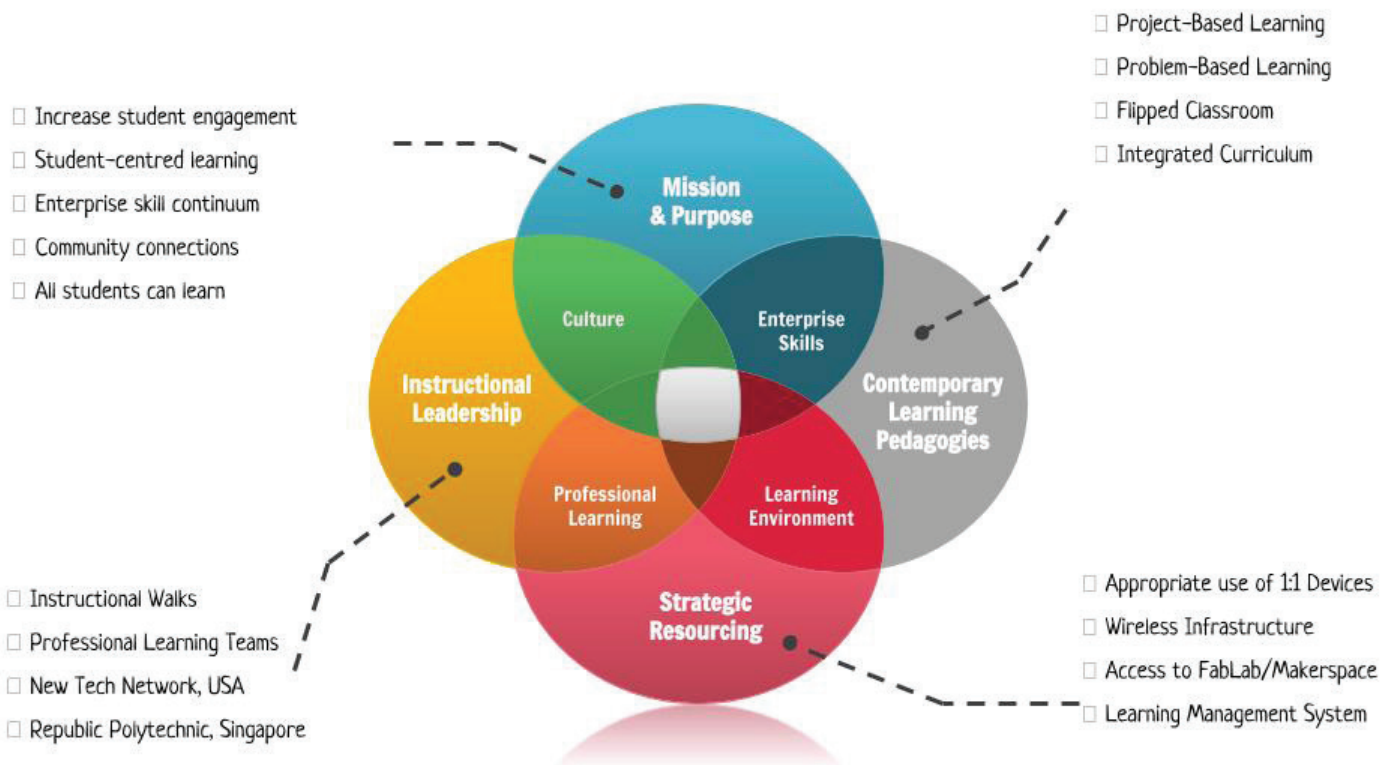 Project-Based Learning
Problem-Based Learning
Flipped Classroom
Integrated Curriculum
Increase student engagement
Student-centred learning
Enterprise skill continuum
Community connections
All students can learn
Mission
& Purpose
Culture
Enterprise
Skills
Instructional
Leadership
Contemporary
Learning
Pedagogies
Professional
Learning
Learning
Environment
Strategic
Resourcing
Instructional Walks
Professional Learning Teams
New Tech Network, USA
Republic Polytechnic, Singapore
Appropriate use of 1:1 Devices
Wireless Infrastructure
Access to FabLab/Makerspace
Learning Management System